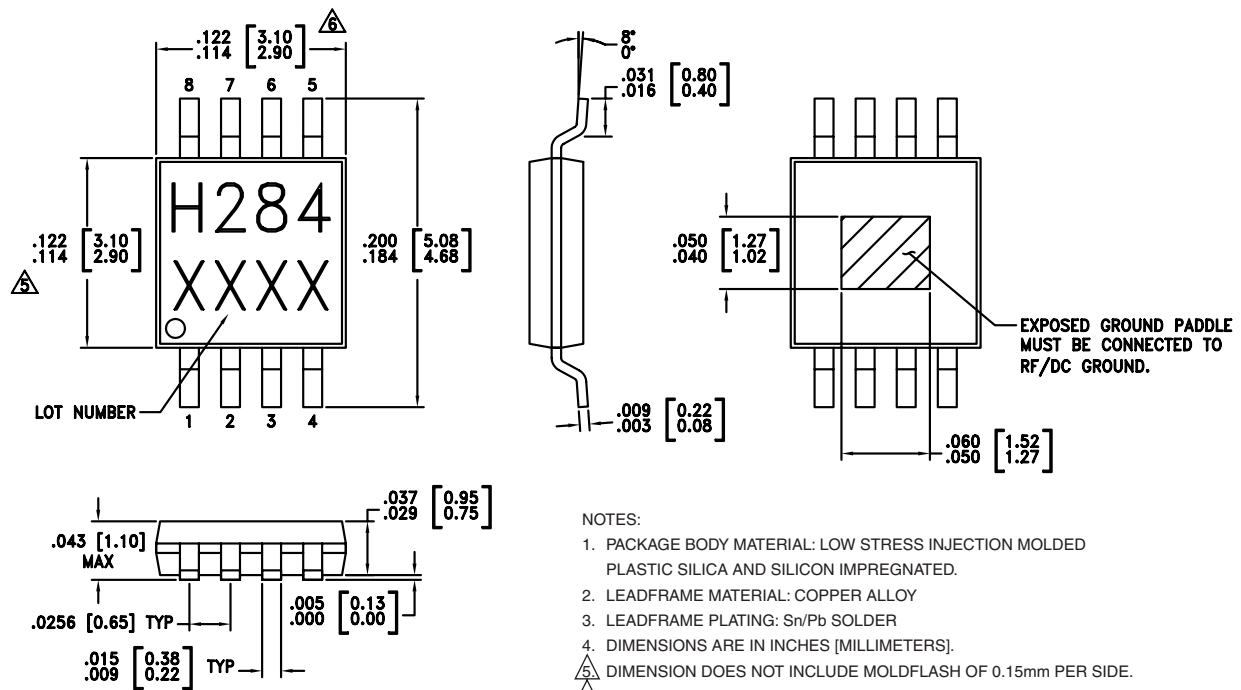 .122 [3.10]
.114 [2.90]
6
8 7 6 5
H284
XXXX
.122 [3.10]
.114 [2.90]
5
.200 [5.08]
.184 [4.68]
LOT NUMBER
1 2 3 4
8°
0°
.031 [0.80]
.016 [0.40]
.009 [0.22]
.003 [0.08]
.050 [1.27]
.040 [1.02]
EXPOSED GROUND PADDLE
MUST BE CONNECTED TO
RF/DC GROUND.
.060 [1.52]
.050 [1.27]
.043 [1.10]
MAX
.037 [0.95]
.029 [0.75]
.005 [0.13]
.000 [0.00]
.0256 [0.65] TYP
.015 [0.38]
.009 [0.22] TYP
NOTES:
1. PACKAGE BODY MATERIAL: LOW STRESS INJECTION MOLDED
PLASTIC SILICA AND SILICON IMPREGNATED.
2. LEADFRAME MATERIAL: COPPER ALLOY
3. LEADFRAME PLATING: Sn/Pb SOLDER
4. DIMENSIONS ARE IN INCHES [MILLIMETERS].
5. DIMENSION DOES NOT INCLUDE MOLDFLASH OF 0.15mm PER SIDE.